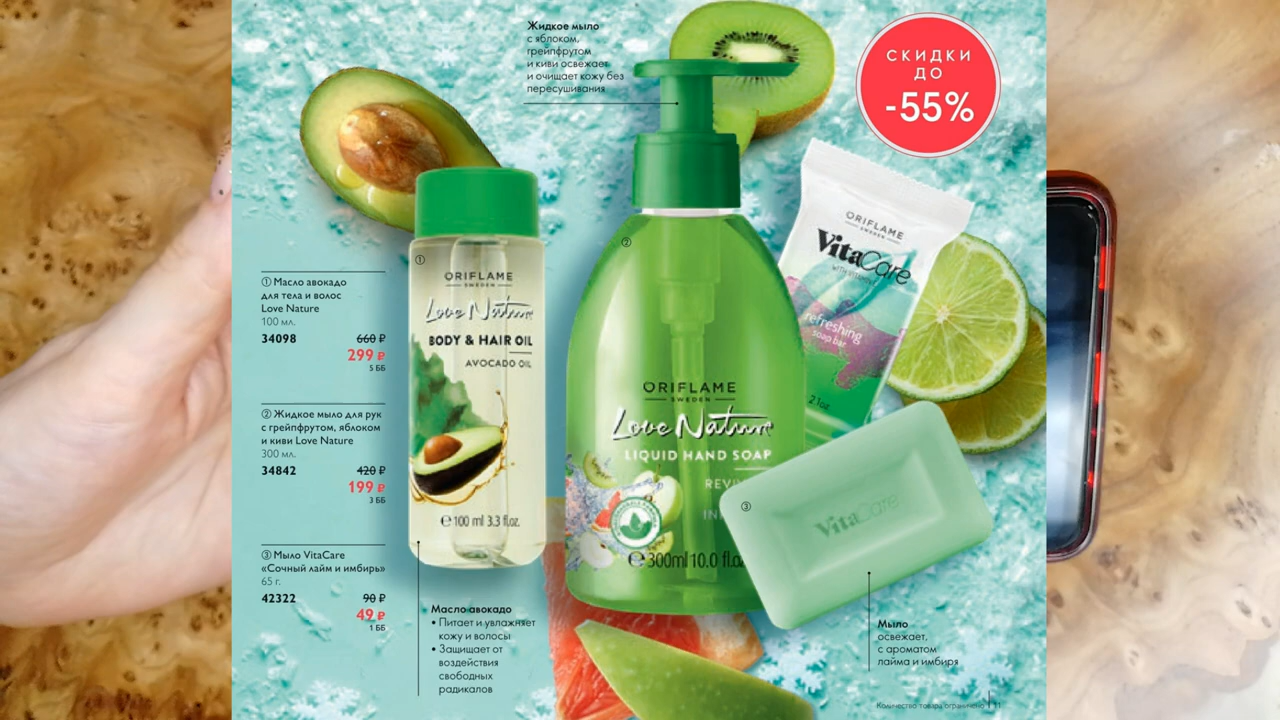 Жидкое мыло
с яблоком,
грейпфрутом
и киви освежает
и очищает кожу без
пересушивания
СКИДКИ
ДО
-55%
① Масло авокадо
для тела и волос
Love Nature
100 мл.
34098 660 ₽
299 ₽
5 ББ
② Жидкое мыло для рук
с грейпфрутом, яблоком
и киви Love Nature
300 мл.
34842 420 ₽
199 ₽
3 ББ
③ Мыло VitaCare
«Сочный лайм и имбирь»
65 г.
42322 90 ₽
49 ₽
1 ББ
①
ORIFLAME
SWEDEN
Love Nature
BODY & HAIR OIL
AVOCADO OIL
℮ 100 ml 3.3 fl.oz.
②
ORIFLAME
SWEDEN
Love Nature
LIQUID HAND SOAP
℮ 300ml 10.0 fl.oz
ORIFLAME
SWEDEN
VitaCare
refreshing
soap bar
2.1oz
③
VitaCare
Масло авокадо
• Питает и увлажняет
кожу и волосы
• Защищает от
воздействия
свободных
радикалов
Мыло
освежает,
с ароматом
лайма и имбиря
Количество товара ограничено 11